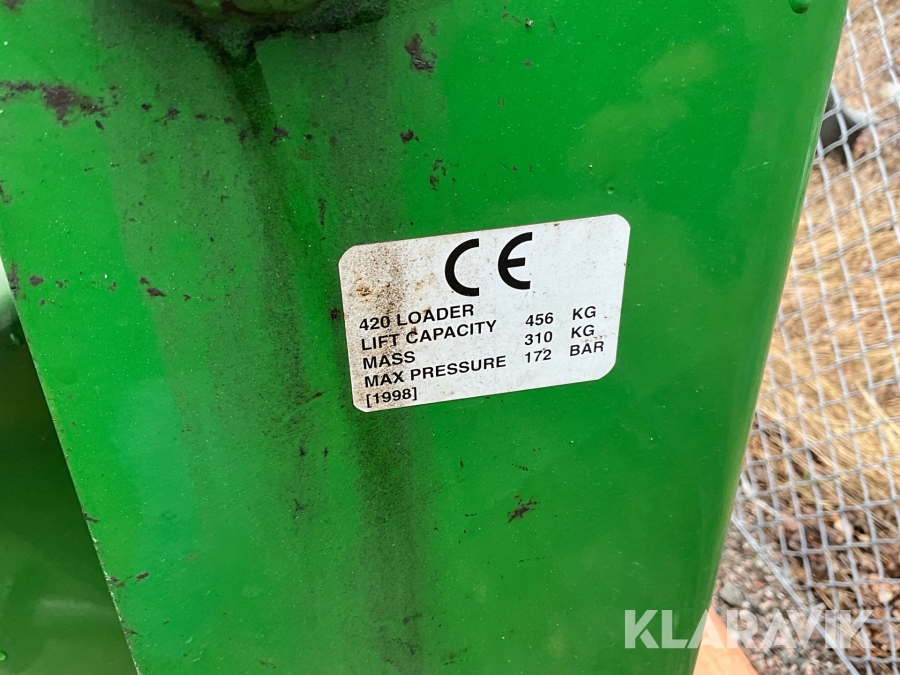 CE
420 LOADER
LIFT CAPACITY 456 KG
MASS 310 KG
MAX PRESSURE 172 BAR
[1998]
KLARAVIK